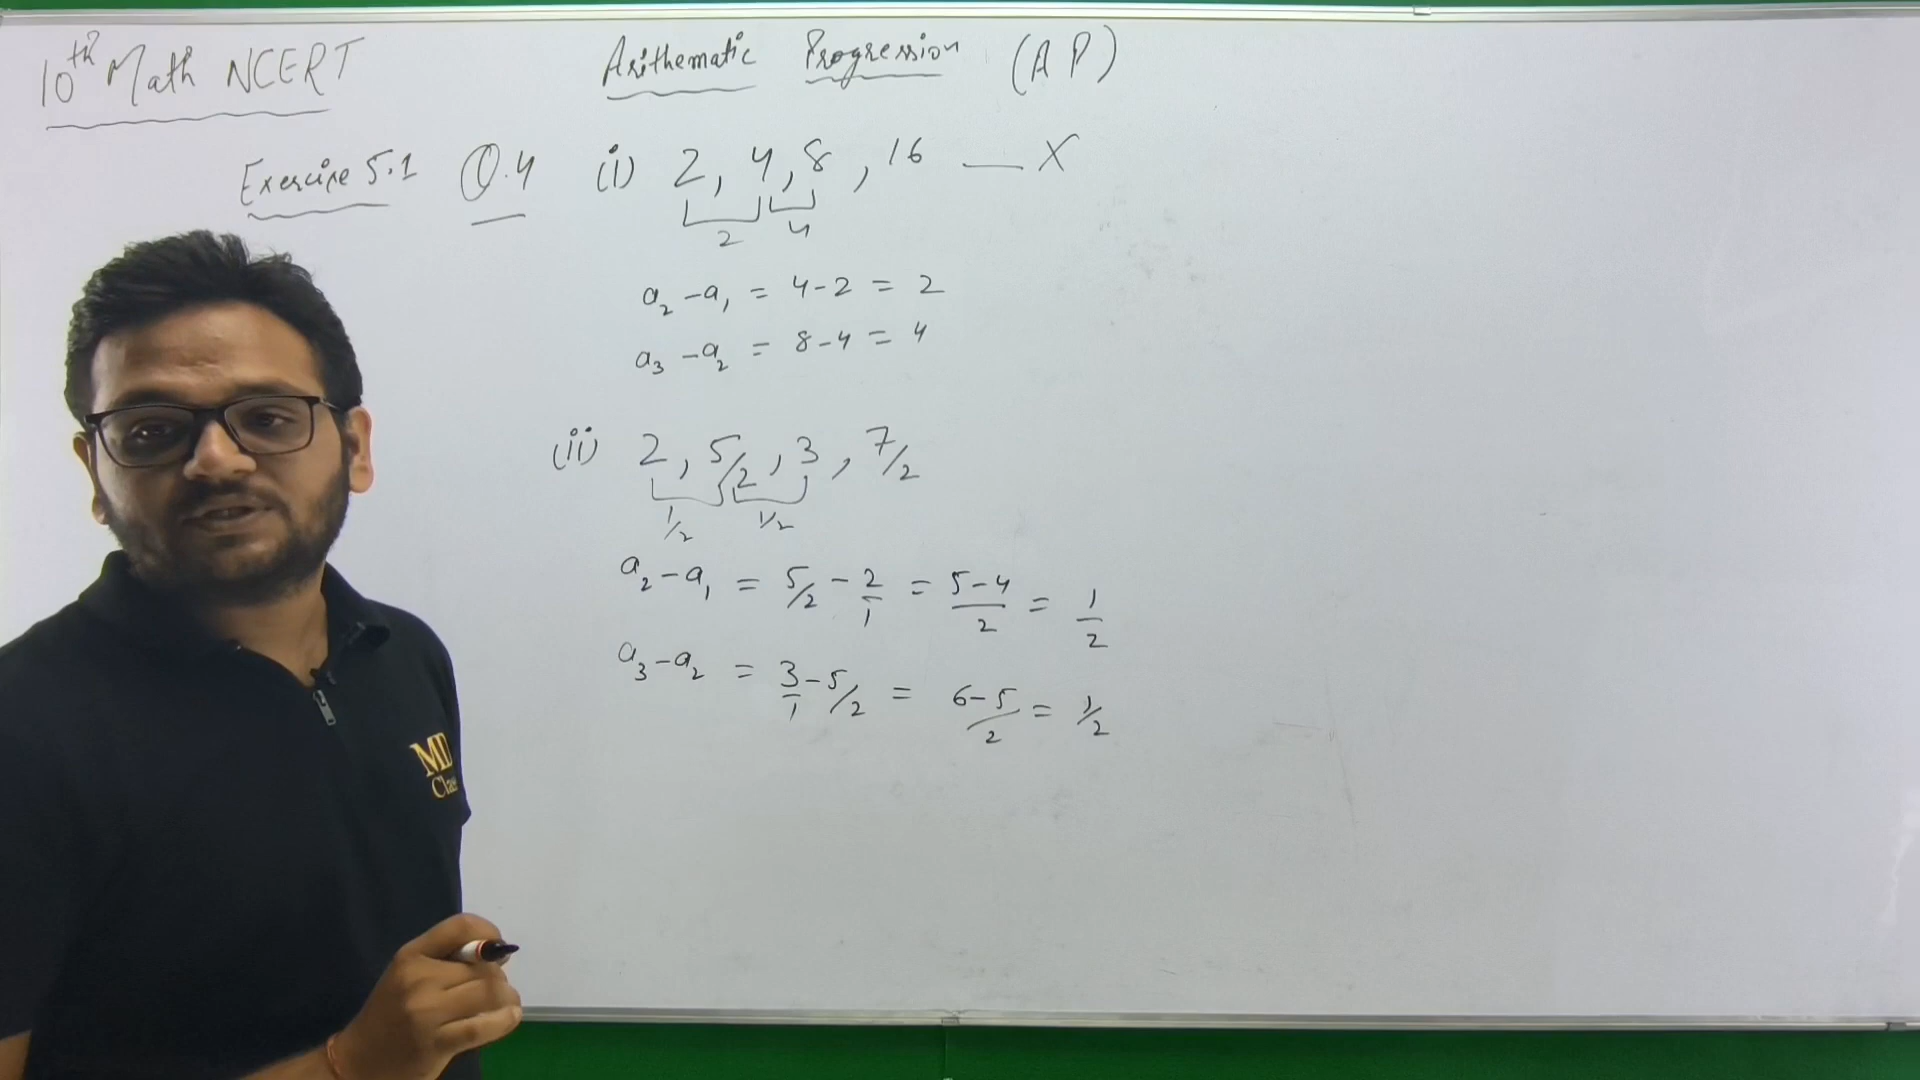 10th Math NCERT
Arithematic Progression (AP)
Exercise 5.1 Q.4 (i) 2, 4, 8, 16 — X
2 4
a₂ - a₁ = 4 - 2 = 2
a₃ - a₂ = 8 - 4 = 4
(ii) 2, 5/2, 3, 7/2
1/2 1/2
a₂ - a₁ = 5/2 - 2/1 = 5-4/2 = 1/2
a₃ - a₂ = 3/1 - 5/2 = 6-5/2 = 1/2
MD
Clas